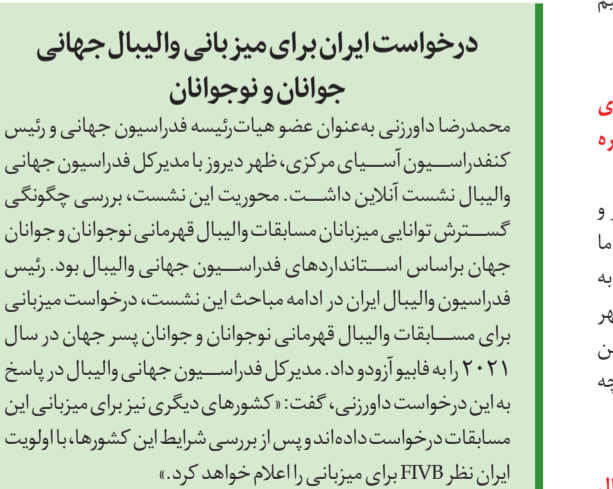 درخواست ایران برای میزبانی والیبال جهانی
جوانان و نوجوانان
محمدرضا داورزنی به‌عنوان عضو هیات‌رئیسه فدراسیون جهانی و رئیس
کنفدراسیون آسیای مرکزی، ظهر دیروز با مدیرکل فدراسیون جهانی
والیبال نشست آنلاین داشت. محوریت این نشست، بررسی چگونگی
گسترش توانایی میزبانان مسابقات والیبال قهرمانی نوجوانان و جوانان
جهان براساس استانداردهای فدراسیون جهانی والیبال بود. رئیس
فدراسیون والیبال ایران در ادامه مباحث این نشست، درخواست میزبانی
برای مسابقات والیبال قهرمانی نوجوانان و جوانان پسر جهان در سال
۲۰۲۱ را به فابیو آزودو داد. مدیرکل فدراسیون جهانی والیبال در پاسخ
به این درخواست داورزنی، گفت: «کشورهای دیگری نیز برای میزبانی این
مسابقات درخواست داده‌اند و پس از بررسی شرایط این کشورها، با اولویت
ایران نظر FIVB برای میزبانی را اعلام خواهد کرد.»